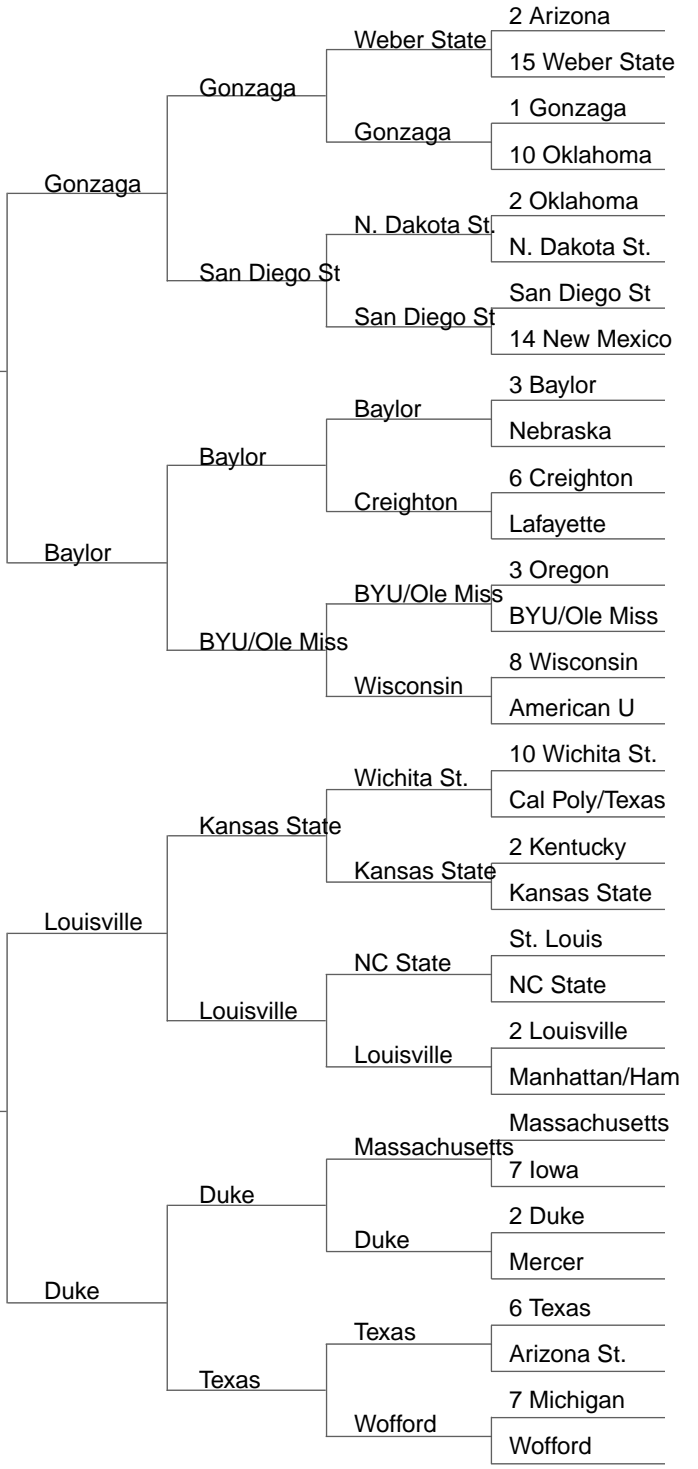 2 Arizona
Weber State
15 Weber State
Gonzaga
1 Gonzaga
Gonzaga
10 Oklahoma
Gonzaga
2 Oklahoma
N. Dakota St.
N. Dakota St.
San Diego St
San Diego St
San Diego St
14 New Mexico
3 Baylor
Baylor
Nebraska
Baylor
6 Creighton
Creighton
Lafayette
Baylor
3 Oregon
BYU/Ole Miss
BYU/Ole Miss
BYU/Ole Miss
8 Wisconsin
Wisconsin
American U
10 Wichita St.
Wichita St.
Cal Poly/Texas
Kansas State
2 Kentucky
Kansas State
Kansas State
Louisville
St. Louis
NC State
NC State
Louisville
2 Louisville
Louisville
Manhattan/Ham
Massachusetts
Massachusetts
7 Iowa
Duke
2 Duke
Duke
Mercer
Duke
6 Texas
Texas
Arizona St.
Texas
7 Michigan
Wofford
Wofford